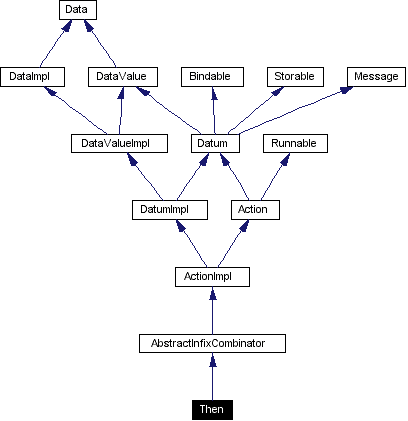 Data
DataImpl
DataValue
Bindable
Storable
Message
DataValueImpl
Datum
Runnable
DatumImpl
Action
ActionImpl
AbstractInfixCombinator
Then